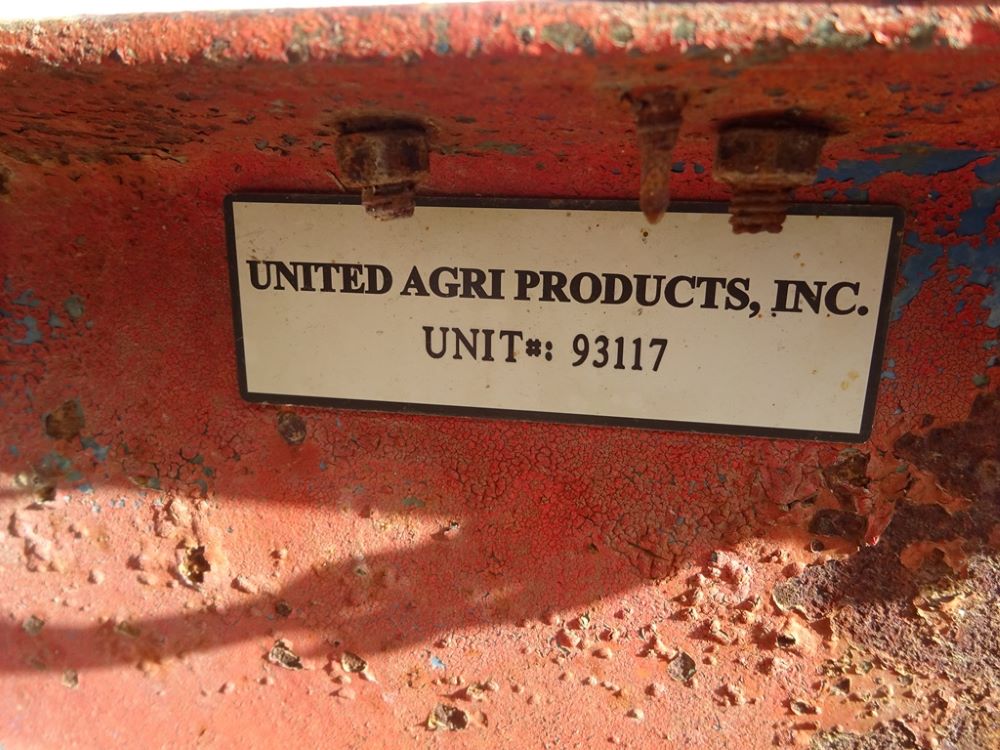 UNITED AGRI PRODUCTS, INC.
UNIT#: 93117